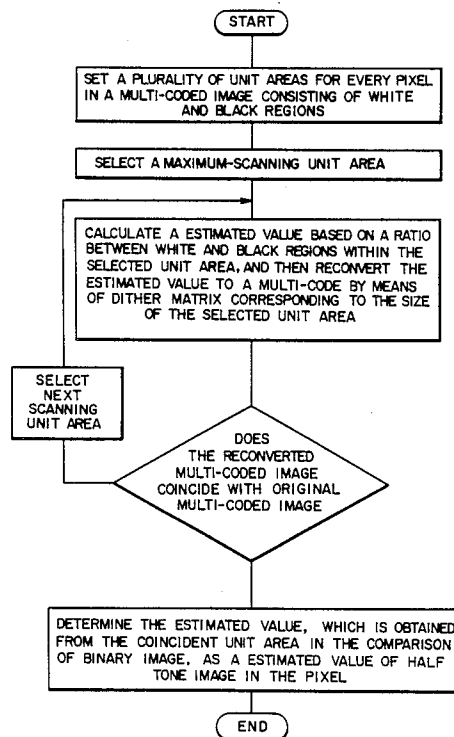 START
SET A PLURALITY OF UNIT AREAS FOR EVERY PIXEL
IN A MULTI-CODED IMAGE CONSISTING OF WHITE
AND BLACK REGIONS
SELECT A MAXIMUM-SCANNING UNIT AREA
CALCULATE A ESTIMATED VALUE BASED ON A RATIO
BETWEEN WHITE AND BLACK REGIONS WITHIN THE
SELECTED UNIT AREA, AND THEN RECONVERT THE
ESTIMATED VALUE TO A MULTI-CODE BY MEANS
OF DITHER MATRIX CORRESPONDING TO THE SIZE
OF THE SELECTED UNIT AREA
SELECT
NEXT
SCANNING
UNIT AREA
DOES
THE RECONVERTED
MULTI-CODED IMAGE
COINCIDE WITH ORIGINAL
MULTI-CODED IMAGE
DETERMINE THE ESTIMATED VALUE, WHICH IS OBTAINED
FROM THE COINCIDENT UNIT AREA IN THE COMPARISON
OF BINARY IMAGE, AS A ESTIMATED VALUE OF HALF
TONE IMAGE IN THE PIXEL
END